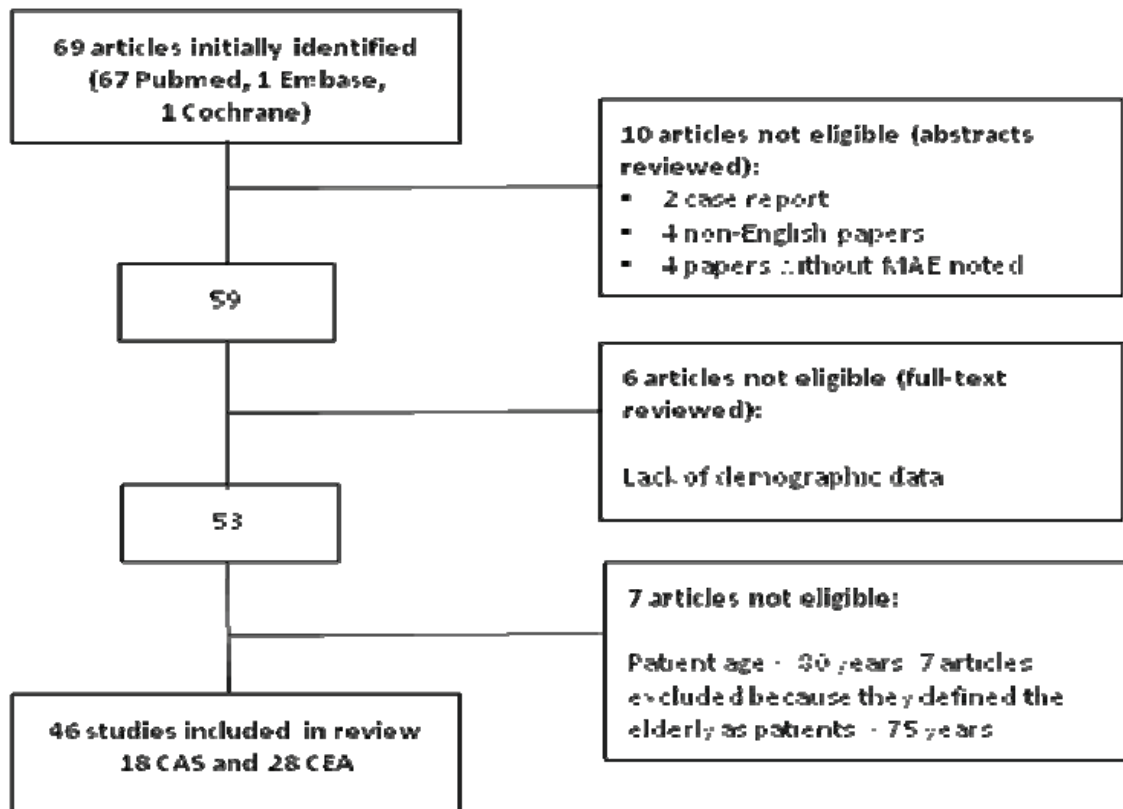 69 articles initially identified
(67 Pubmed, 1 Embase,
1 Cochrane)
10 articles not eligible (abstracts
reviewed):
▪ 2 case report
▪ 4 non-English papers
▪ 4 papers without MAE noted
59
6 articles not eligible (full-text
reviewed):
Lack of demographic data
53
7 articles not eligible:
Patient age 80 years 7 articles
excluded because they defined the
elderly as patients 75 years
46 studies included in review
18 CAS and 28 CEA